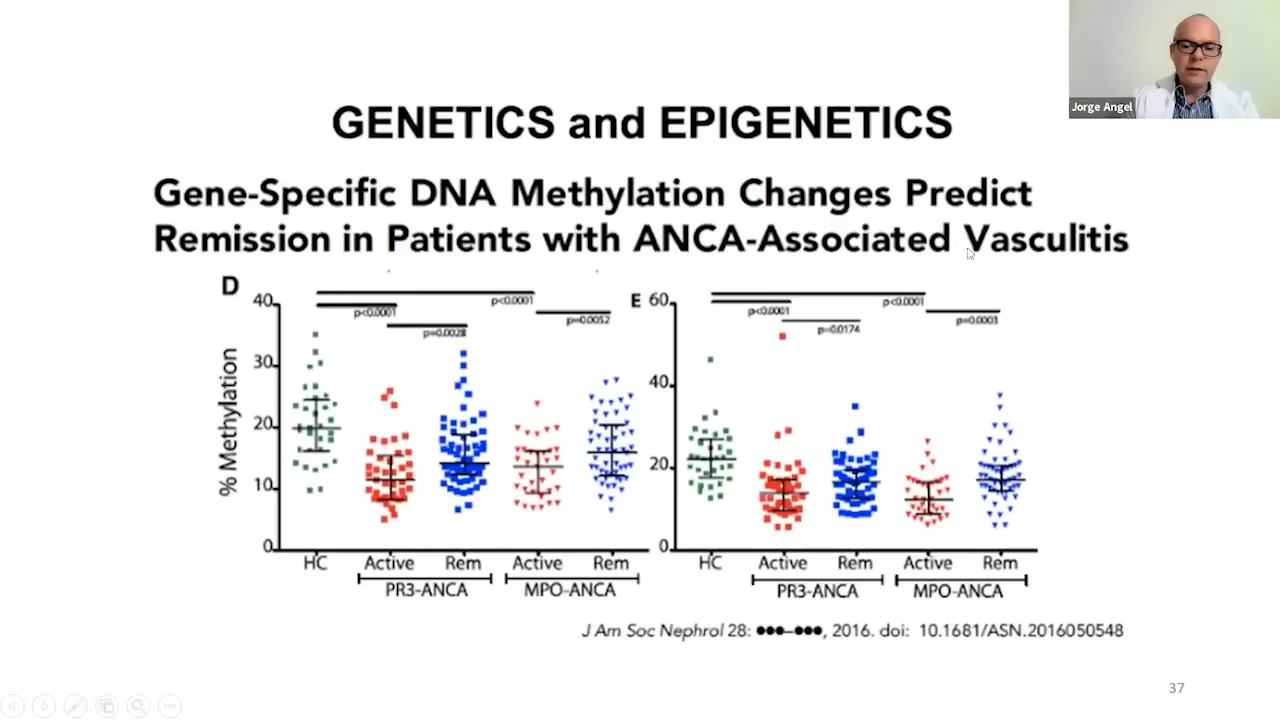 Jorge Angel
GENETICS and EPIGENETICS
Gene-Specific DNA Methylation Changes Predict
Remission in Patients with ANCA-Associated Vasculitis
D
% Methylation
40
30
20
10
0
p<0.0001
p=0.0028
p<0.0001
p=0.0052
HC Active Rem Active Rem
PR3-ANCA MPO-ANCA
E
60
40
20
0
p<0.0001
p=0.0174
p<0.0001
p=0.0003
HC Active Rem Active Rem
PR3-ANCA MPO-ANCA
J Am Soc Nephrol 28: ●●●–●●●, 2016. doi: 10.1681/ASN.2016050548
37